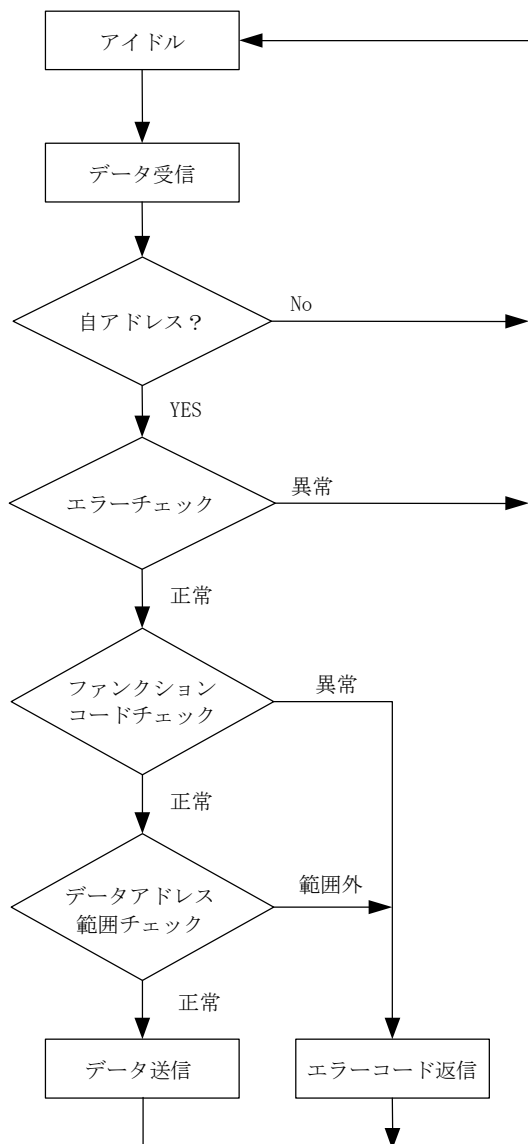 アイドル
データ受信
自アドレス？
No
YES
エラーチェック
異常
正常
ファンクション
コードチェック
異常
正常
データアドレス
範囲チェック
範囲外
正常
データ送信
エラーコード返信